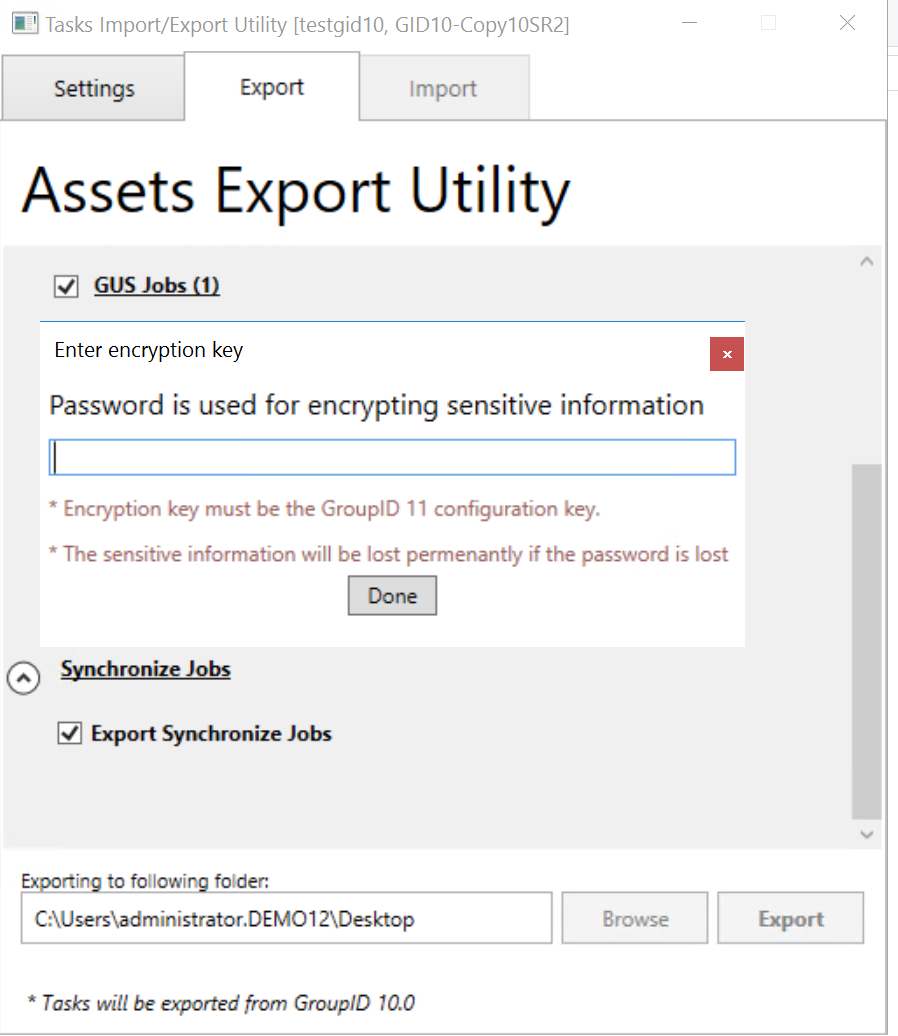 Tasks Import/Export Utility [testgid10, GID10-Copy10SR2]
Settings
Export
Import
Assets Export Utility
GUS Jobs (1)
Enter encryption key
Password is used for encrypting sensitive information
* Encryption key must be the GroupID 11 configuration key.
* The sensitive information will be lost permenantly if the password is lost
Done
Synchronize Jobs
Export Synchronize Jobs
Exporting to following folder:
C:\Users\administrator.DEMO12\Desktop
Browse
Export
* Tasks will be exported from GroupID 10.0